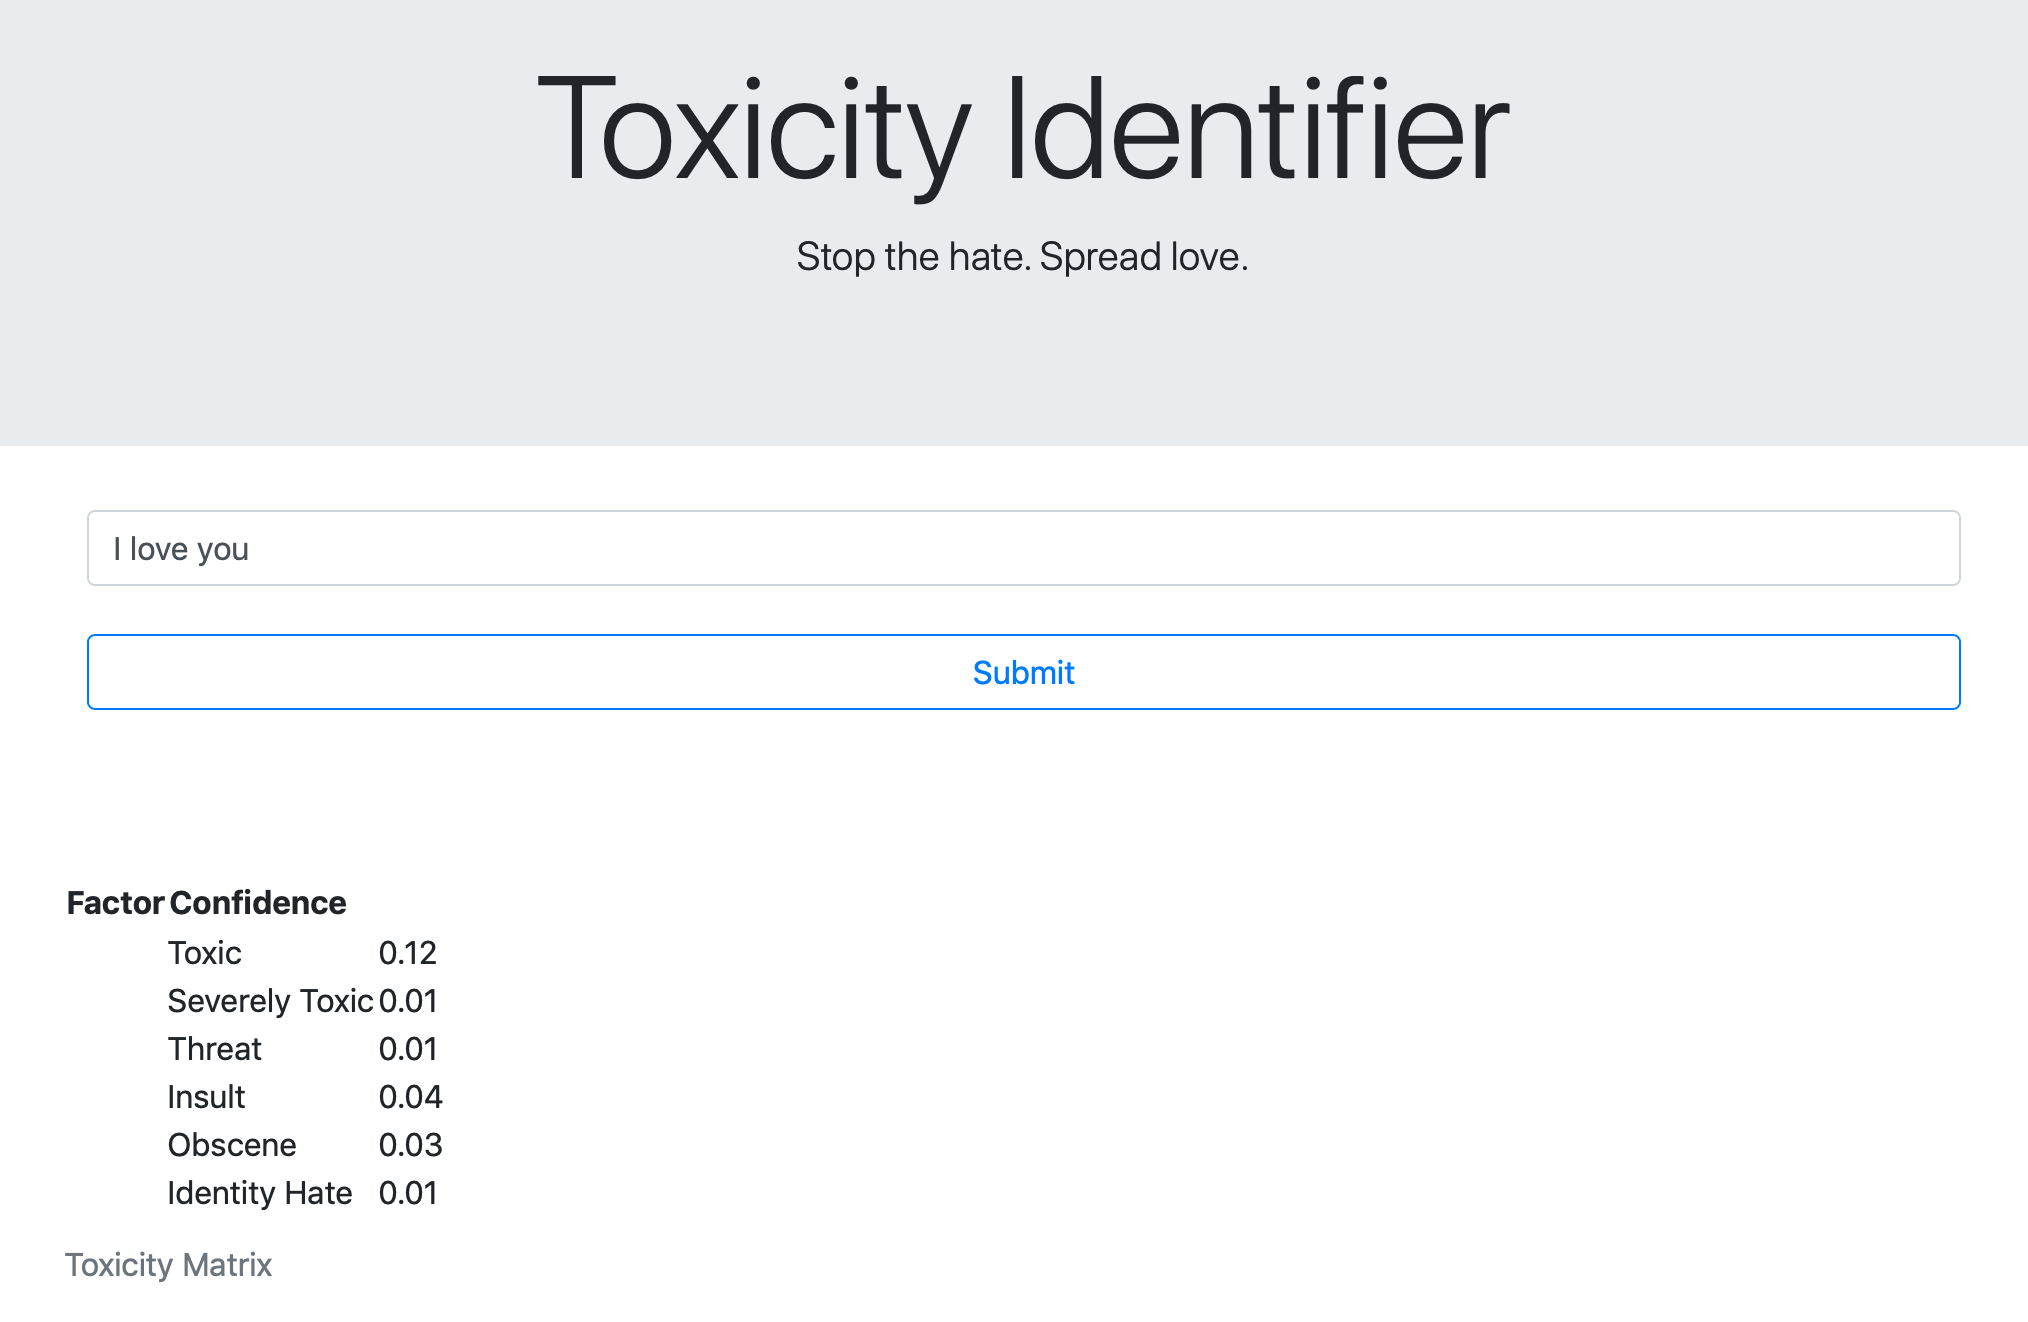 Toxicity Identifier
Stop the hate. Spread love.
I love you
Submit
Factor Confidence
Toxic 0.12
Severely Toxic 0.01
Threat 0.01
Insult 0.04
Obscene 0.03
Identity Hate 0.01
Toxicity Matrix